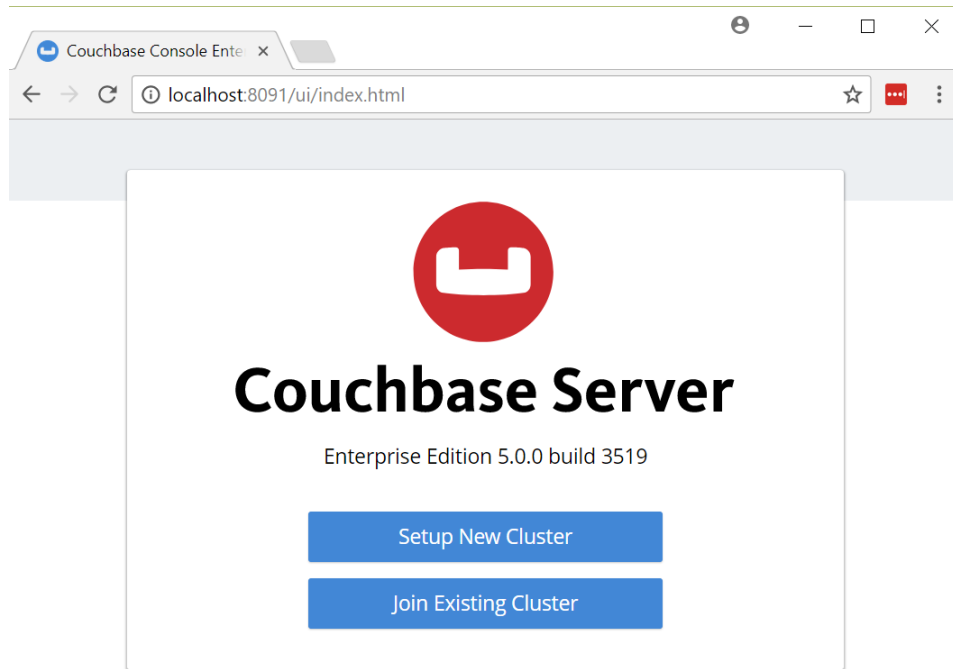 Couchbase Console Ente
localhost:8091/ui/index.html
Couchbase Server
Enterprise Edition 5.0.0 build 3519
Setup New Cluster
Join Existing Cluster